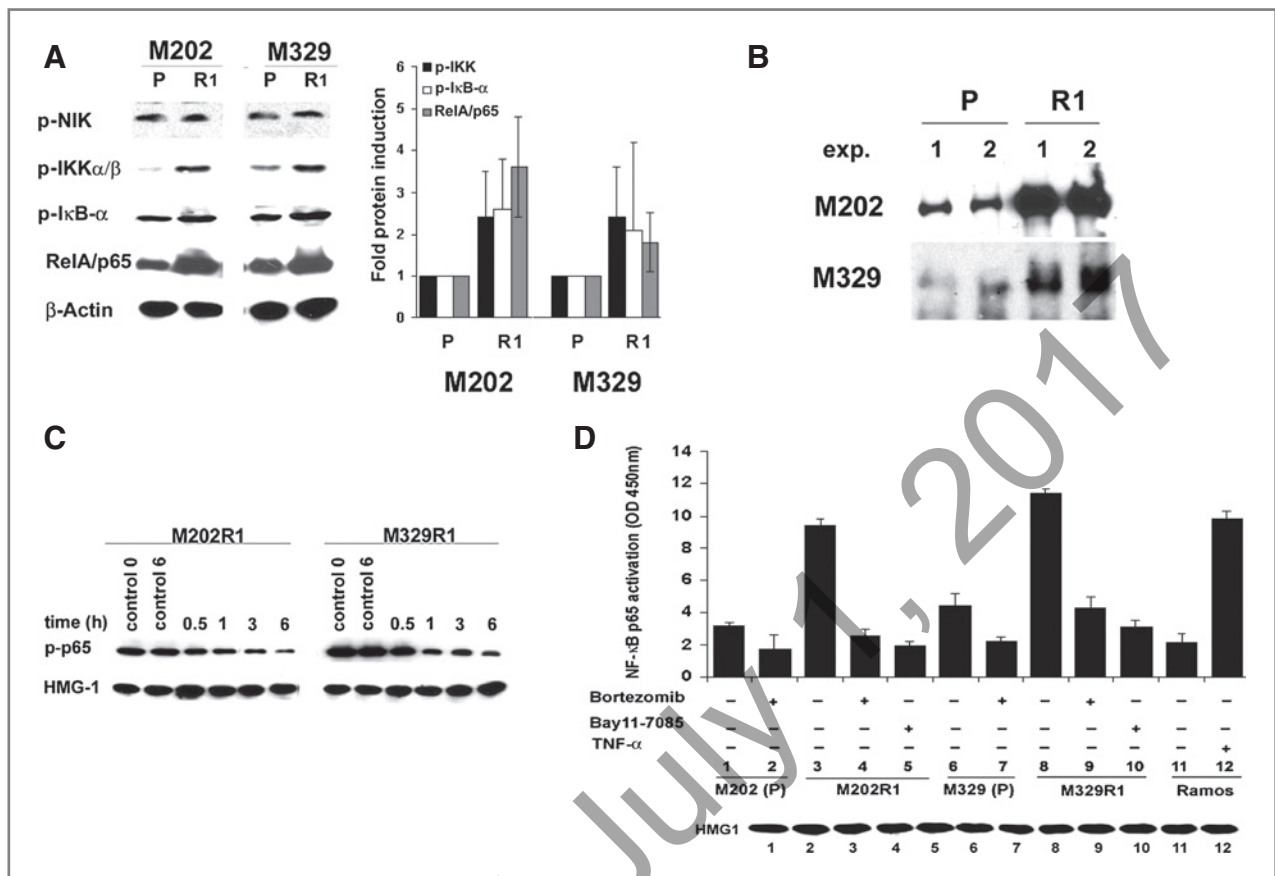 A
M202 M329
P R1 P R1
p-NIK
p-IKKα/β
p-IκB-α
RelA/p65
β-Actin
Fold protein induction
6
5
4
3
2
1
0
p-IKK
p-IκB-α
RelA/p65
P R1 P R1
M202 M329
B
P R1
exp. 1 2 1 2
M202
M329
C
M202R1 M329R1
time (h) control 0 control 6 0.5 1 3 6 control 0 control 6 0.5 1 3 6
p-p65
HMG-1
D
NF-κB p65 activation (OD 450nm)
14
12
10
8
6
4
2
0
Bortezomib – + – + – – + – + – – –
Bay11-7085 – – – – + – – – – + – –
TNF-α – – – – – – – – – – – +
1 2 3 4 5 6 7 8 9 10 11 12
M202 (P) M202R1 M329 (P) M329R1 Ramos
HMG1
1 2 3 4 5 6 7 8 9 10 11 12
July 1, 2017